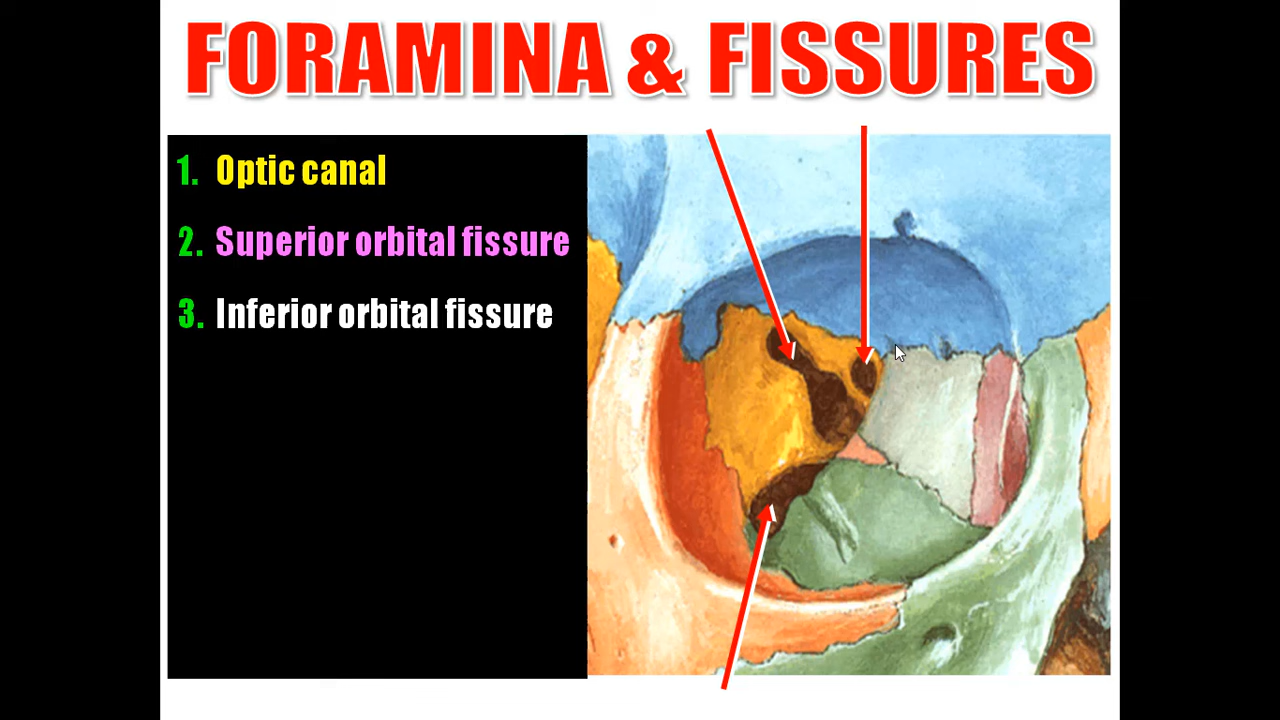 FORAMINA & FISSURES
1. Optic canal
2. Superior orbital fissure
3. Inferior orbital fissure